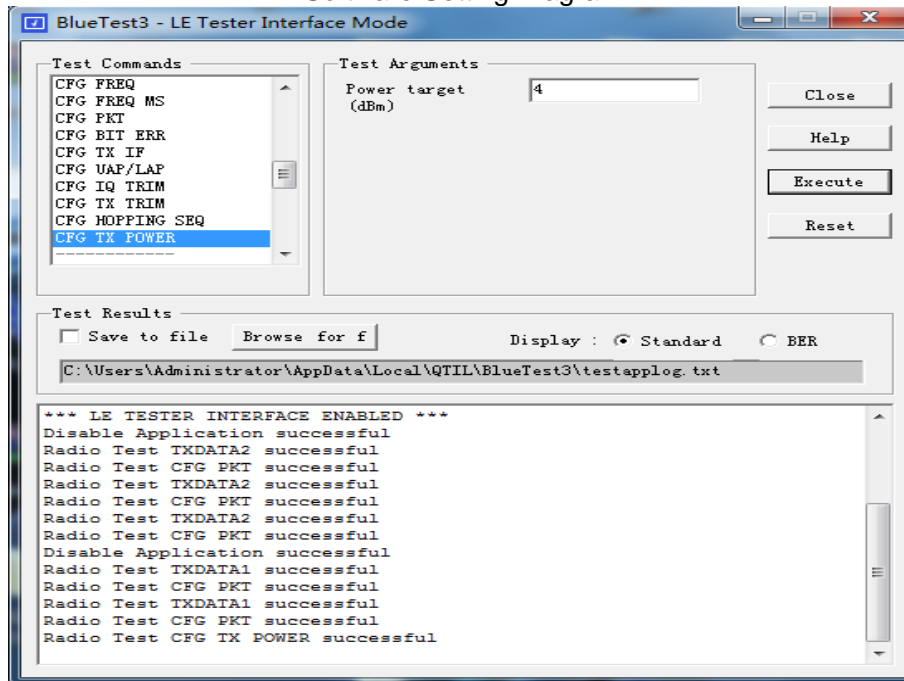 BlueTest3 - LE Tester Interface Mode
Test Commands
CFG FREQ
CFG FREQ MS
CFG PKT
CFG BIT ERR
CFG TX IF
CFG UAP/LAP
CFG IQ TRIM
CFG TX TRIM
CFG HOPPING SEQ
CFG TX POWER
------------
Test Arguments
Power target 4
(dBm)
Close
Help
Execute
Reset
Test Results
Save to file Browse for f Display : Standard BER
C:\Users\Administrator\AppData\Local\QTIL\BlueTest3\testapplog.txt
*** LE TESTER INTERFACE ENABLED ***
Disable Application successful
Radio Test TXDATA2 successful
Radio Test CFG PKT successful
Radio Test TXDATA2 successful
Radio Test CFG PKT successful
Radio Test TXDATA2 successful
Radio Test CFG PKT successful
Disable Application successful
Radio Test TXDATA1 successful
Radio Test CFG PKT successful
Radio Test TXDATA1 successful
Radio Test CFG PKT successful
Radio Test CFG TX POWER successful